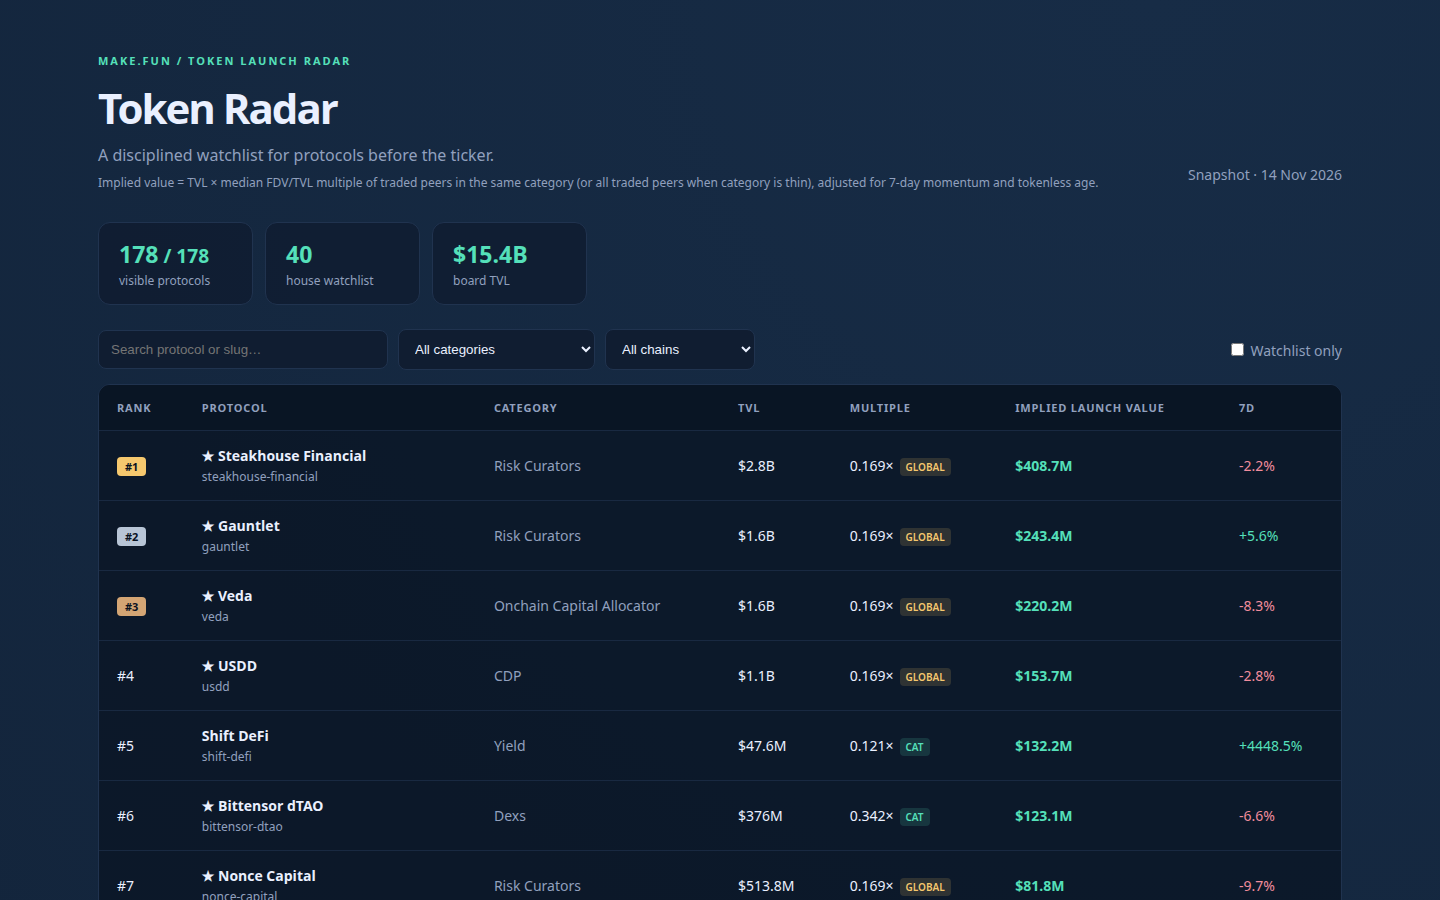 MAKE.FUN / TOKEN LAUNCH RADAR
Token Radar
A disciplined watchlist for protocols before the ticker.
Implied value = TVL × median FDV/TVL multiple of traded peers in the same category (or all traded peers when category is thin), adjusted for 7-day momentum and tokenless age.
Snapshot · 14 Nov 2026
178 / 178
visible protocols
40
house watchlist
$15.4B
board TVL
Search protocol or slug…
All categories
All chains
Watchlist only
RANK PROTOCOL CATEGORY TVL MULTIPLE IMPLIED LAUNCH VALUE 7D
#1 ★ Steakhouse Financial Risk Curators $2.8B 0.169× GLOBAL $408.7M -2.2%
steakhouse-financial
#2 ★ Gauntlet Risk Curators $1.6B 0.169× GLOBAL $243.4M +5.6%
gauntlet
#3 ★ Veda Onchain Capital Allocator $1.6B 0.169× GLOBAL $220.2M -8.3%
veda
#4 ★ USDD CDP $1.1B 0.169× GLOBAL $153.7M -2.8%
usdd
#5 Shift DeFi Yield $47.6M 0.121× CAT $132.2M +4448.5%
shift-defi
#6 ★ Bittensor dTAO Dexs $376M 0.342× CAT $123.1M -6.6%
bittensor-dtao
#7 ★ Nonce Capital Risk Curators $513.8M 0.169× GLOBAL $81.8M -9.7%
nonce-capital